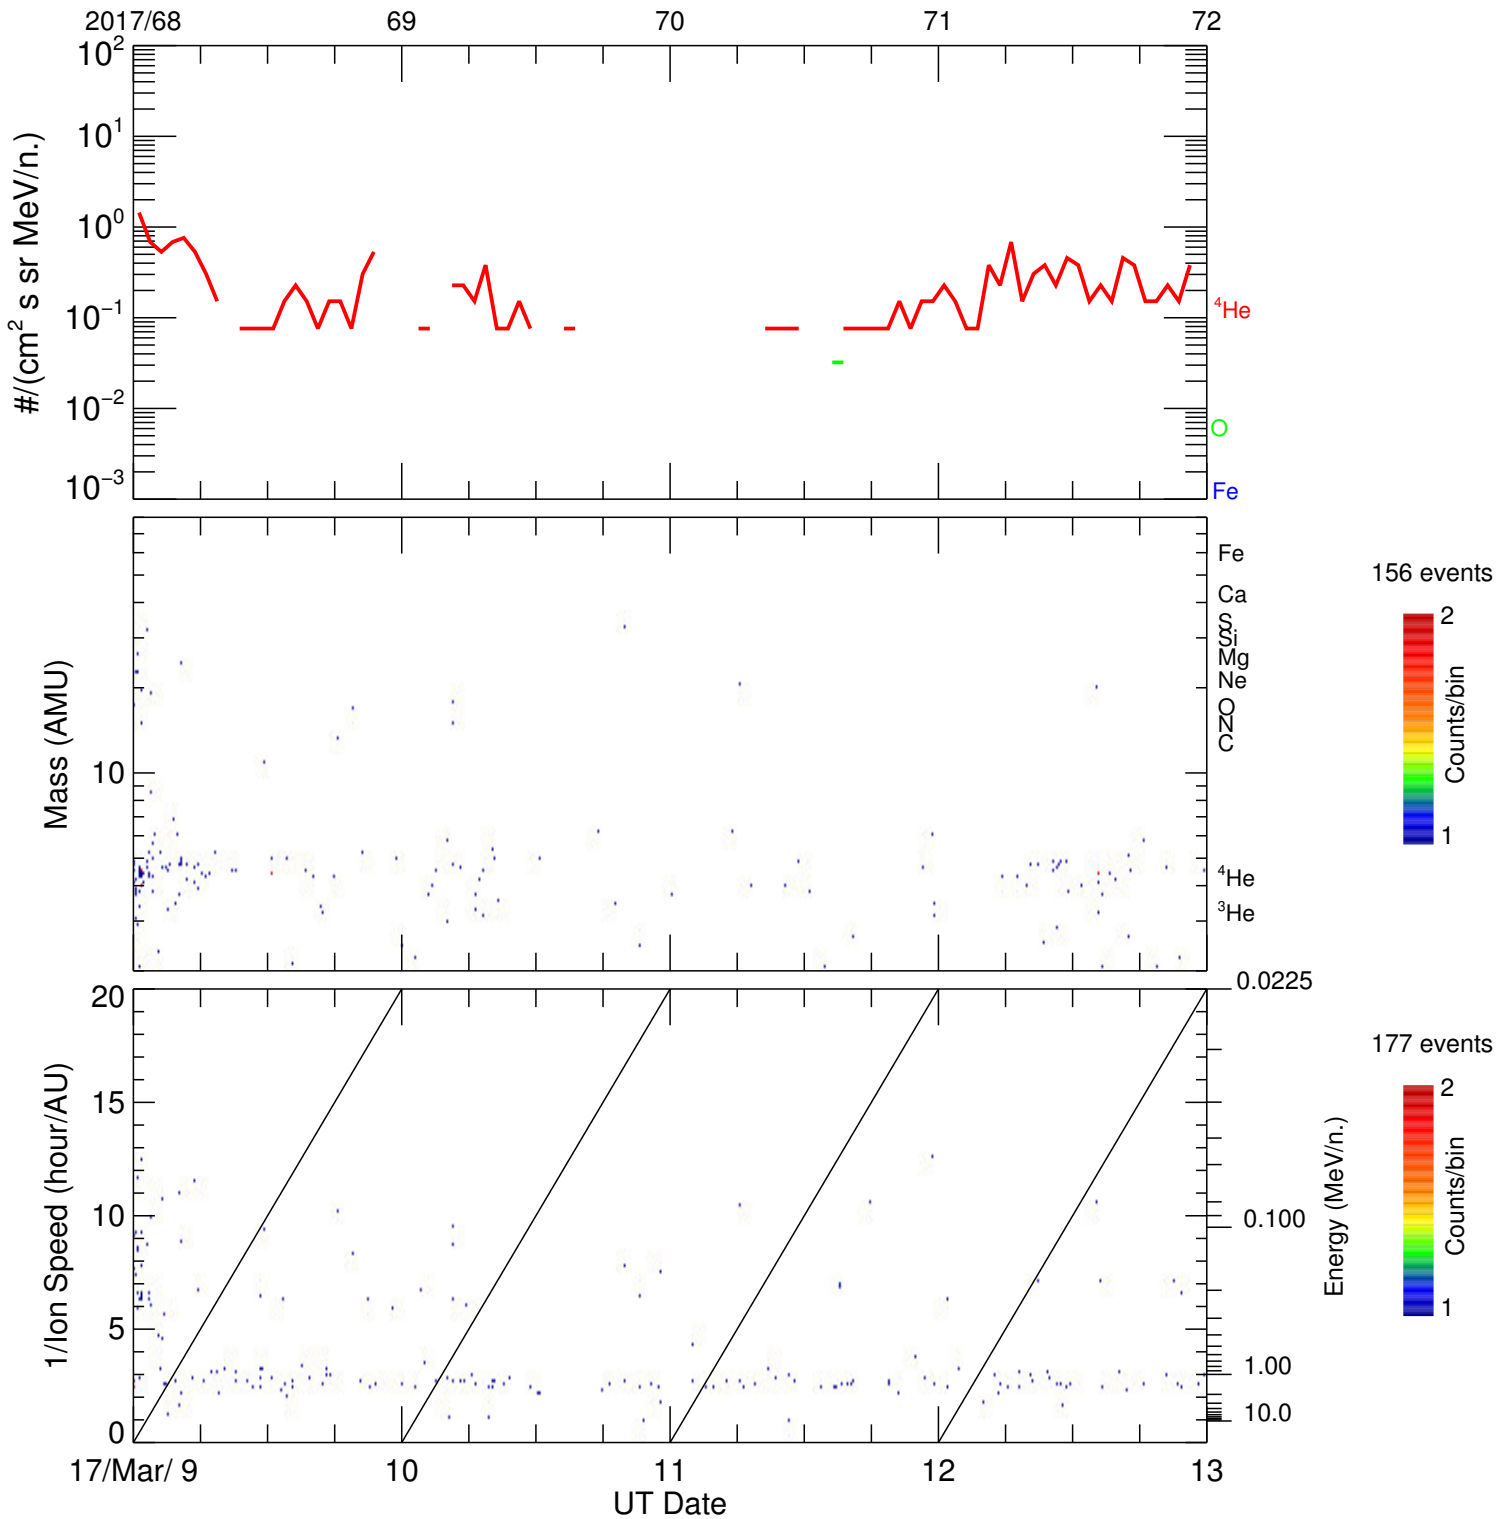 2017/68 69 70 71 72
10^2
10^1
10^0
10^-1
10^-2
10^-3
#/(cm^2 s sr MeV/n.)
^4He
O
Fe
Mass (AMU)
10
Fe
Ca
S
Si
Mg
Ne
O
N
C
^4He
^3He
156 events
2
Counts/bin
1
1/Ion Speed (hour/AU)
20
15
10
5
0
0.0225
0.100
1.00
10.0
Energy (MeV/n.)
177 events
2
Counts/bin
1
17/Mar/ 9 10 11 12 13
UT Date